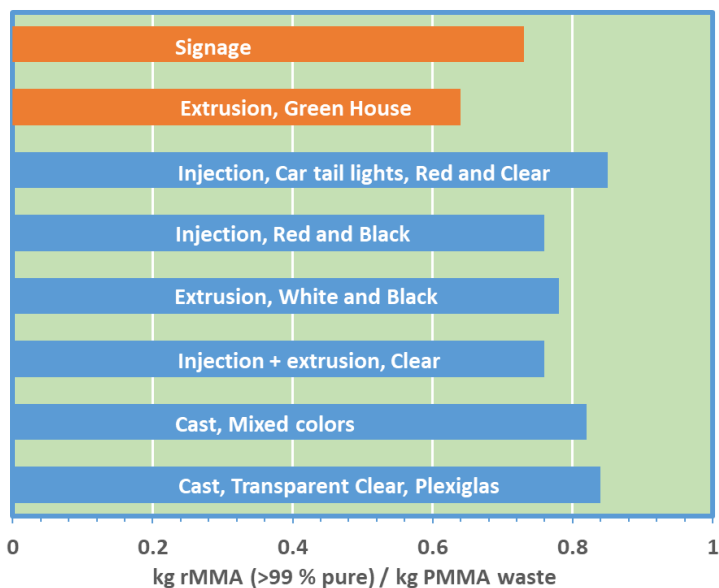 Signage
Extrusion, Green House
Injection, Car tail lights, Red and Clear
Injection, Red and Black
Extrusion, White and Black
Injection + extrusion, Clear
Cast, Mixed colors
Cast, Transparent Clear, Plexiglas
0 0.2 0.4 0.6 0.8 1
kg rMMA (>99 % pure) / kg PMMA waste